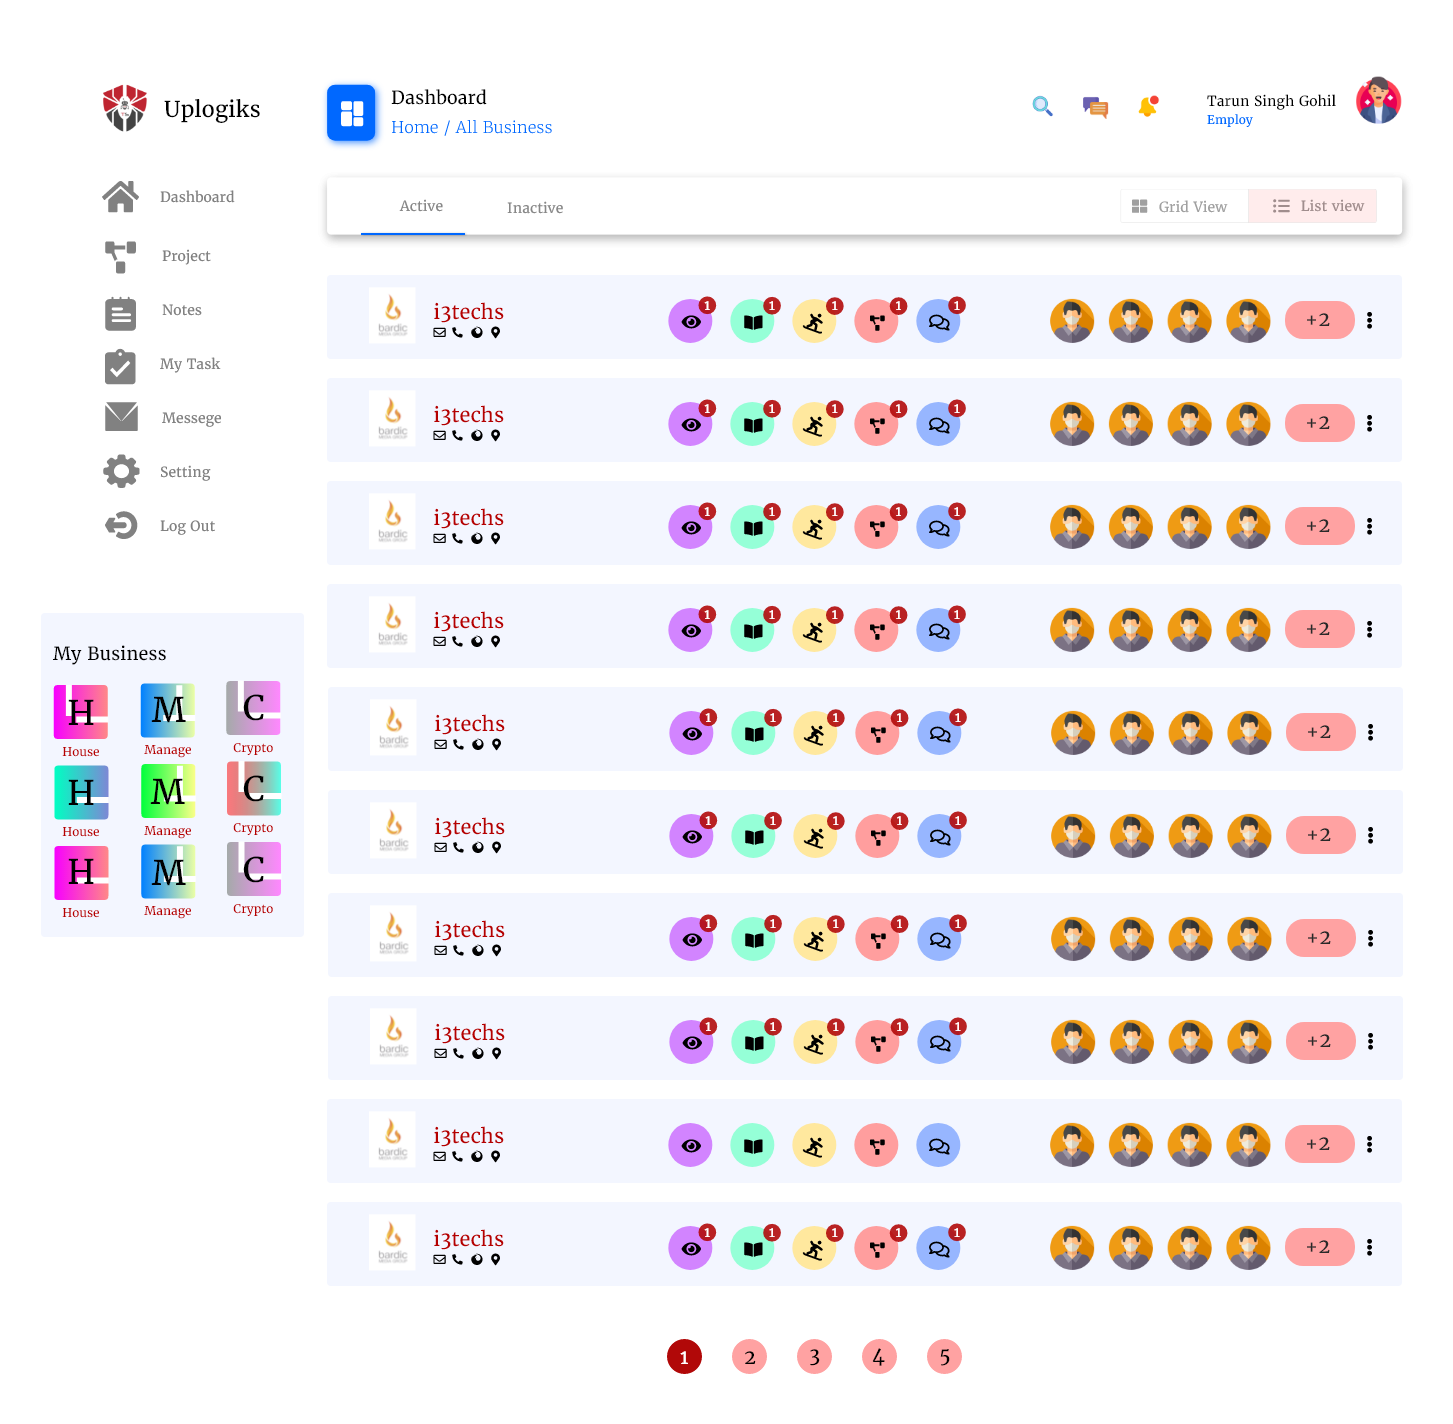 Uplogiks
Dashboard
Home / All Business
Tarun Singh Gohil
Employ
Dashboard
Project
Notes
My Task
Messege
Setting
Log Out
Active
Inactive
Grid View
List view
My Business
H
M
C
House
Manage
Crypto
H
M
C
House
Manage
Crypto
H
M
C
House
Manage
Crypto
bardic
i3techs
1 1 1 1 1
+2
bardic
i3techs
1 1 1 1 1
+2
bardic
i3techs
1 1 1 1 1
+2
bardic
i3techs
1 1 1 1 1
+2
bardic
i3techs
1 1 1 1 1
+2
bardic
i3techs
1 1 1 1 1
+2
bardic
i3techs
1 1 1 1 1
+2
bardic
i3techs
1 1 1 1 1
+2
bardic
i3techs
+2
bardic
i3techs
1 1 1 1 1
+2
1 2 3 4 5